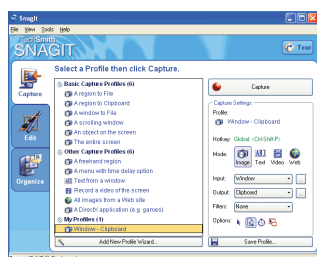 SnagIt
File View Tools Help
TechSmith
SNAGIT
Tour
Select a Profile then click Capture.
Capture
Edit
Organize
Basic Capture Profiles (6)
A region to File
A region to Clipboard
A window to File
A scrolling window
An object on the screen
The entire screen
Other Capture Profiles (6)
A freehand region
A menu with time delay option
Text from a window
Record a video of the screen
All images from a Web site
A DirectX application (e.g. games)
My Profiles (1)
Window - Clipboard
Add New Profile Wizard...
Capture
Capture Settings
Profile:
Window - Clipboard
Hotkey: Global: <Ctrl-Shift-P>
Mode: Image Text Video Web
Input: Window ...
Output: Clipboard ...
Filters: None
Options:
Save Profile...